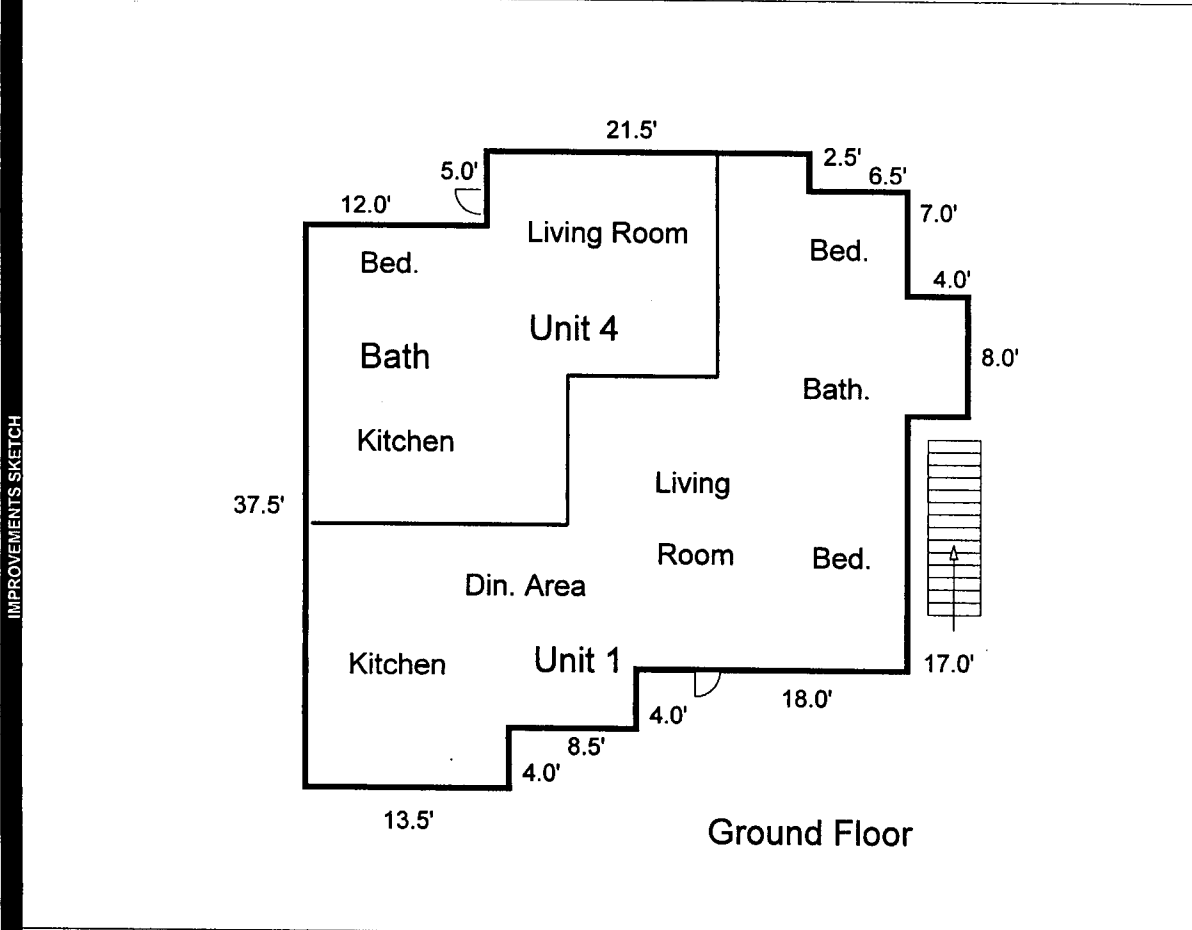 IMPROVEMENTS SKETCH
21.5'
2.5'
5.0'
6.5'
12.0'
7.0'
Living Room
Bed.
Bed.
4.0'
Unit 4
Bath
8.0'
Bath.
Kitchen
Living
37.5'
Room
Bed.
Din. Area
Kitchen
Unit 1
17.0'
18.0'
4.0'
8.5'
4.0'
13.5'
Ground Floor